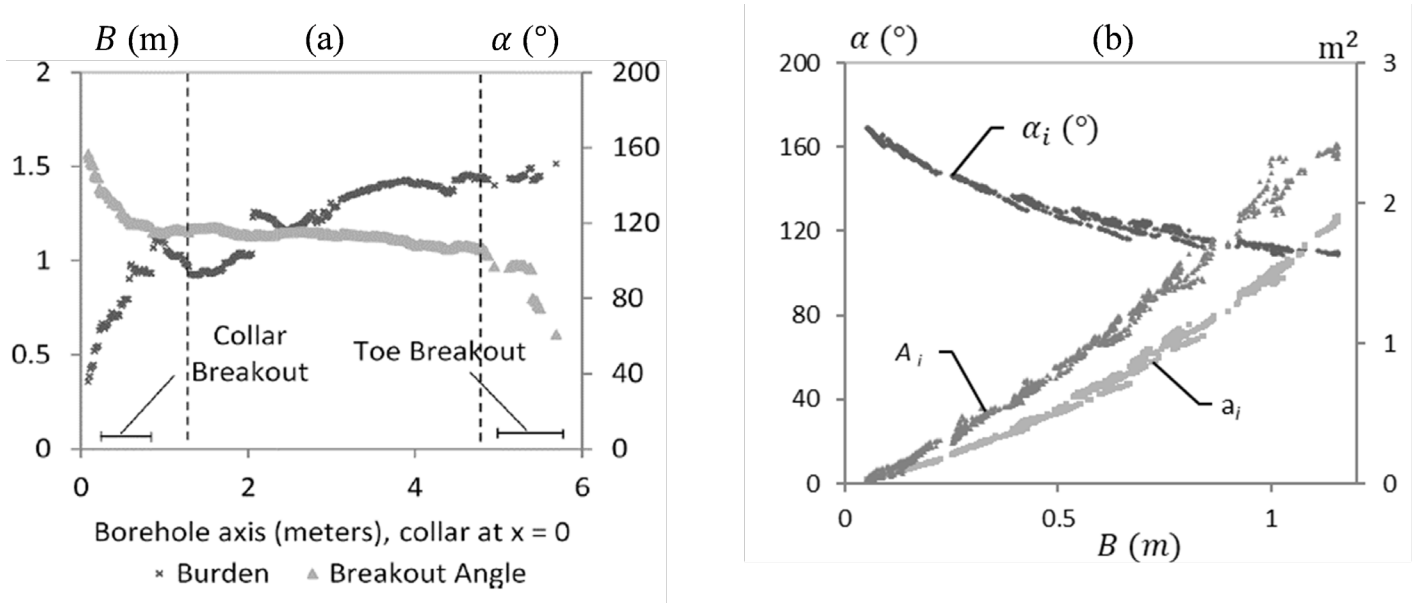 B (m) (a) α (°)
2 200
1.5 160
120
1 80
0.5 40
0 0
Collar
Breakout
Toe Breakout
0 2 4 6
Borehole axis (meters), collar at x = 0
× Burden ▲ Breakout Angle
α (°) (b) m²
200 3
160
αᵢ (°)
2
120
80
1
Aᵢ
aᵢ
40
0 0
0 0.5 1
B (m)